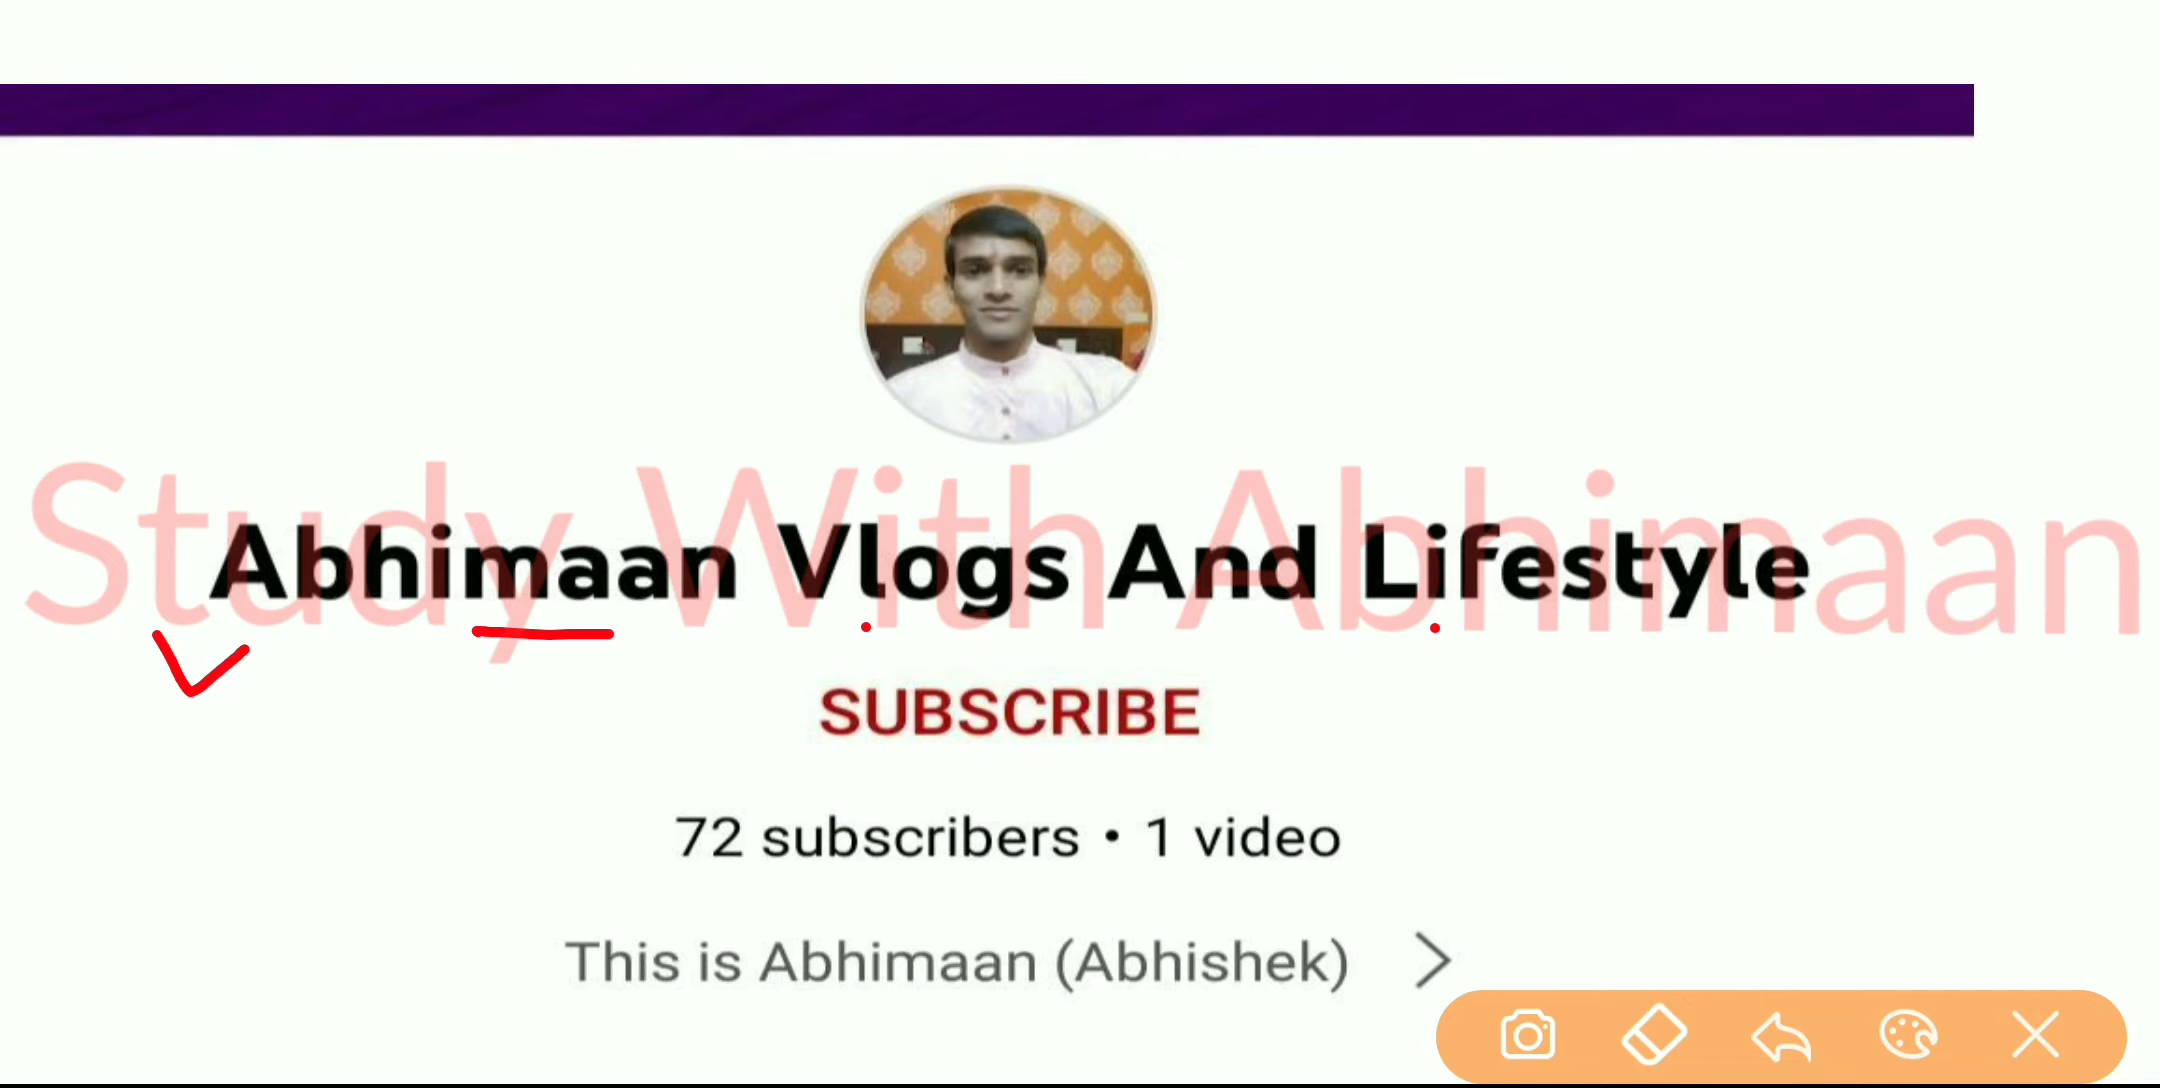 Study With Abhimaan
Abhimaan Vlogs And Lifestyle
SUBSCRIBE
72 subscribers • 1 video
This is Abhimaan (Abhishek)